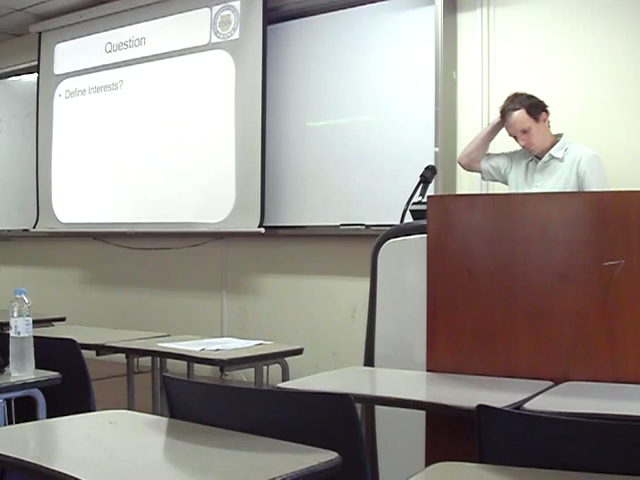 Question
• Define Interests?